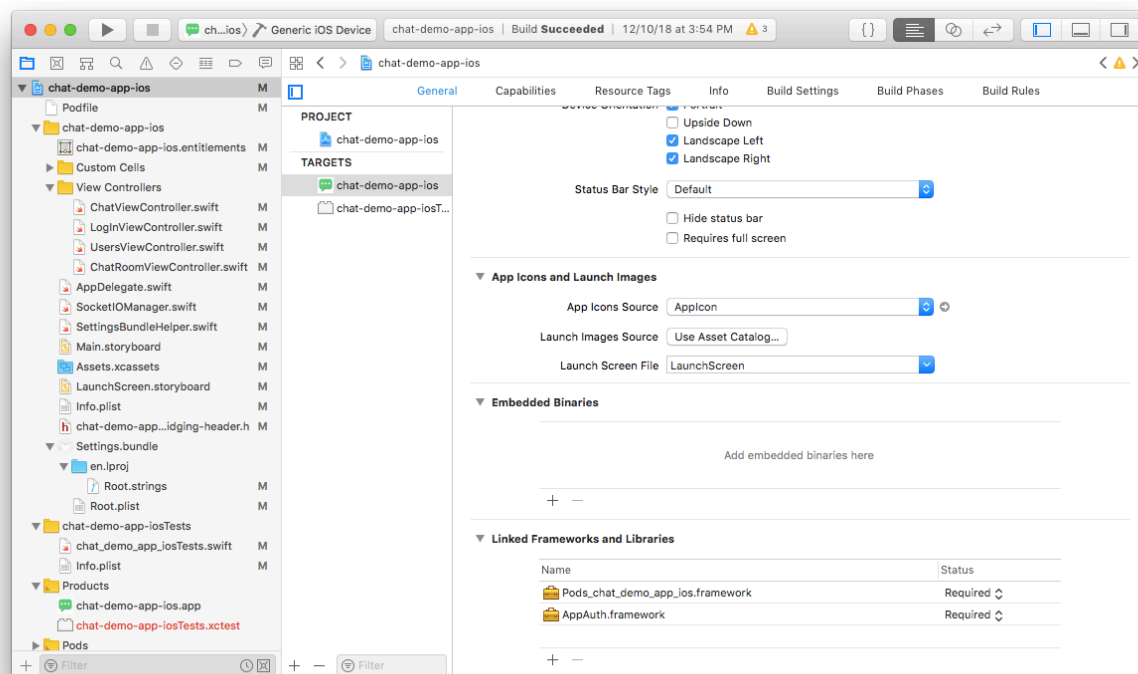 ch...ios〉 Generic iOS Device
chat-demo-app-ios | Build Succeeded | 12/10/18 at 3:54 PM 3
{ }
chat-demo-app-ios M
Podfile M
chat-demo-app-ios M
chat-demo-app-ios.entitlements M
Custom Cells M
View Controllers M
ChatViewController.swift M
LogInViewController.swift M
UsersViewController.swift M
ChatRoomViewController.swift M
AppDelegate.swift M
SocketIOManager.swift M
SettingsBundleHelper.swift M
Main.storyboard M
Assets.xcassets M
LaunchScreen.storyboard M
Info.plist M
h chat-demo-app...idging-header.h M
Settings.bundle
en.lproj
Root.strings M
Root.plist M
chat-demo-app-iosTests
chat_demo_app_iosTests.swift M
Info.plist M
Products
chat-demo-app-ios.app
chat-demo-app-iosTests.xctest
Pods
Filter
chat-demo-app-ios
General Capabilities Resource Tags Info Build Settings Build Phases Build Rules
PROJECT
chat-demo-app-ios
TARGETS
chat-demo-app-ios
chat-demo-app-iosT...
Filter
Device Orientation Portrait
Upside Down
Landscape Left
Landscape Right
Status Bar Style Default
Hide status bar
Requires full screen
App Icons and Launch Images
App Icons Source AppIcon
Launch Images Source Use Asset Catalog...
Launch Screen File LaunchScreen
Embedded Binaries
Add embedded binaries here
Linked Frameworks and Libraries
Name Status
Pods_chat_demo_app_ios.framework Required
AppAuth.framework Required